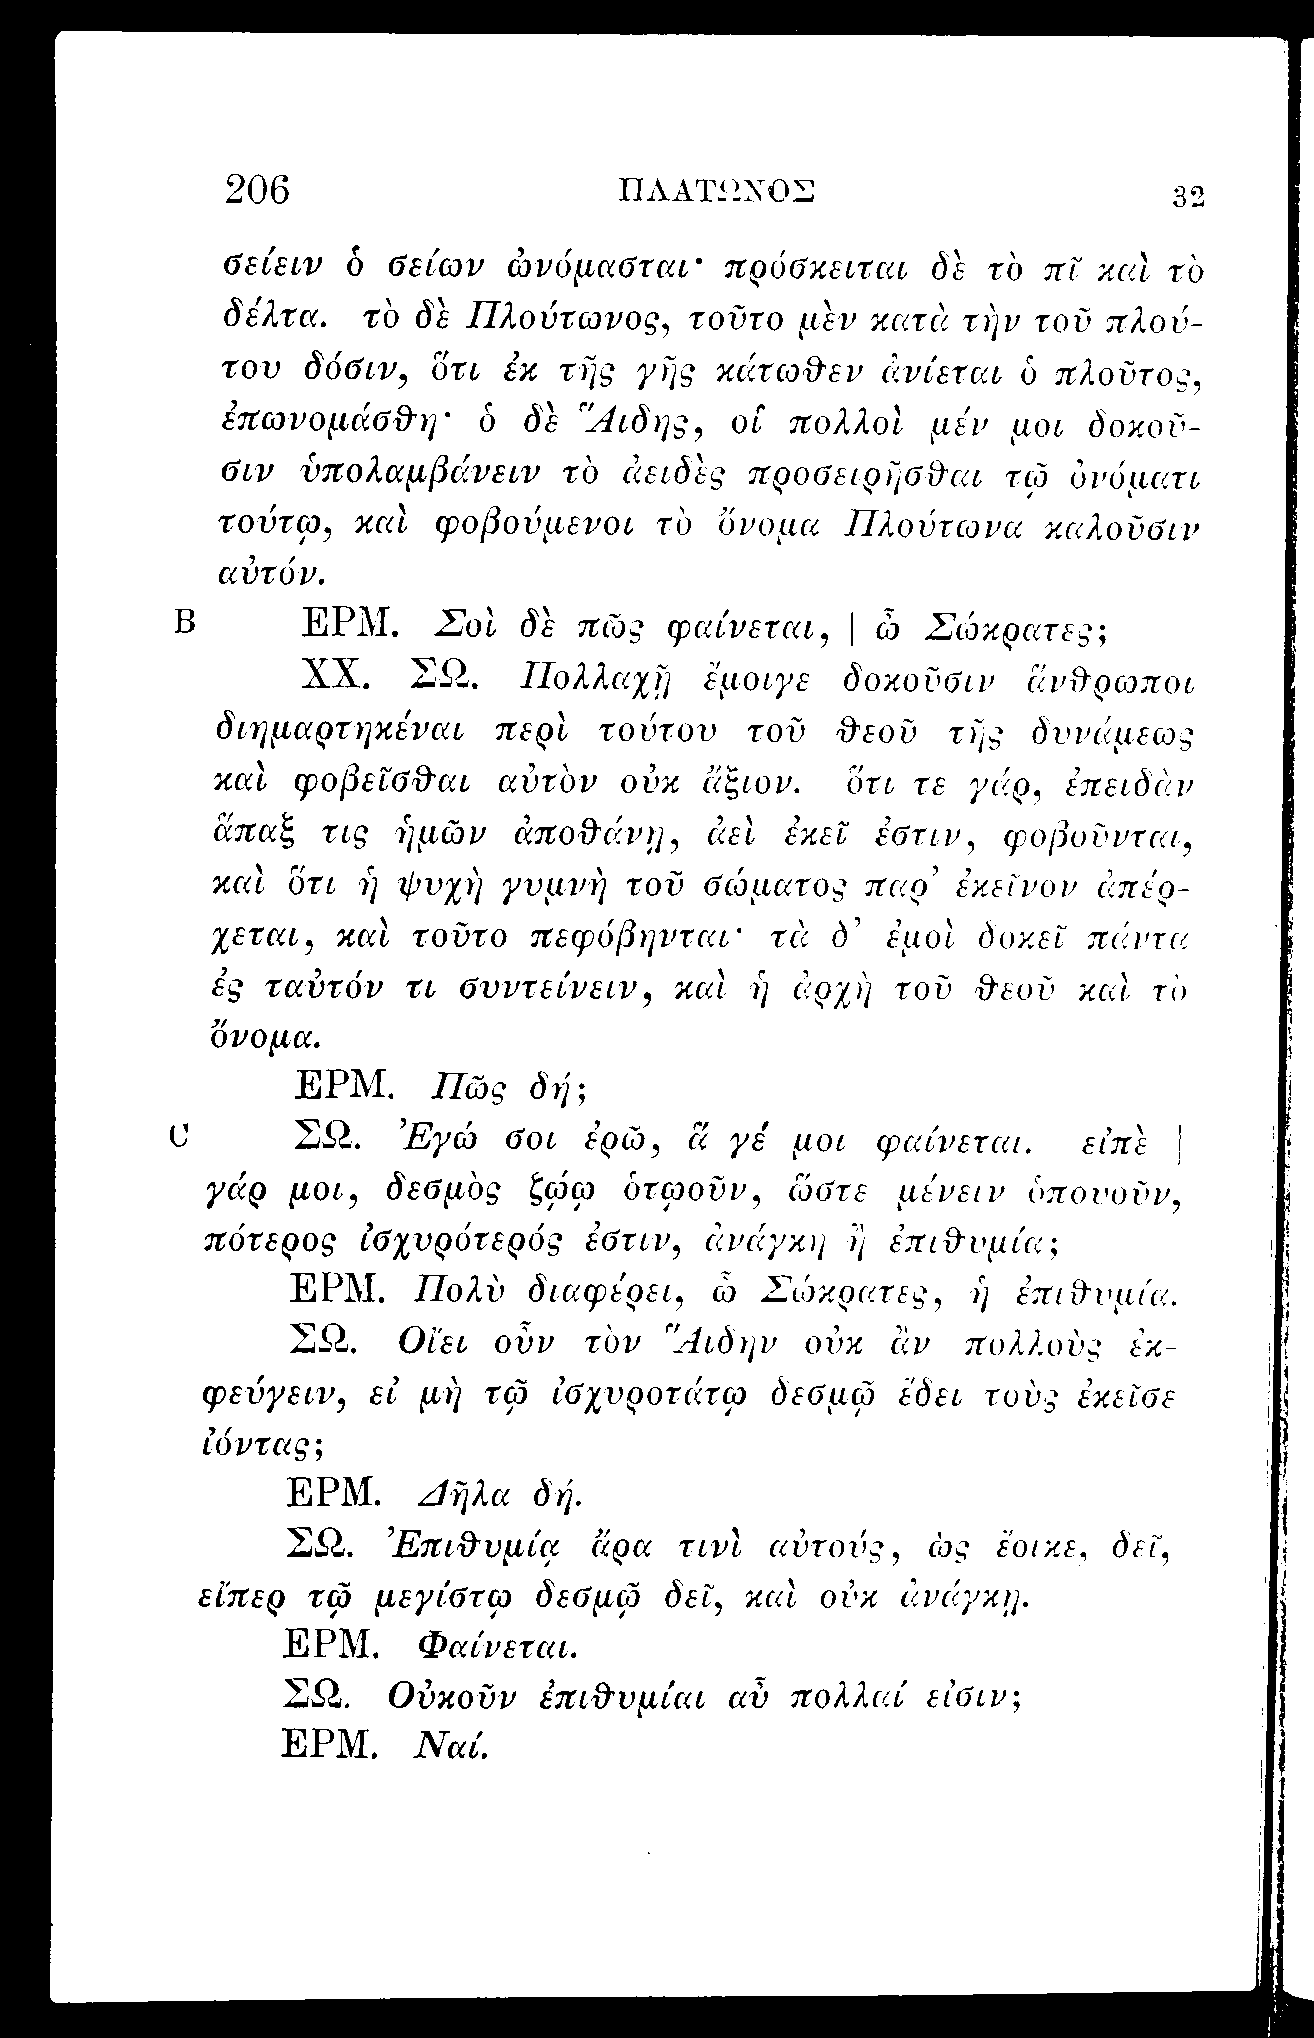 206 ΠΛΑΤΩΝΟΣ 32
σείειν ὁ σείων ὠνόμασται· πρόσκειται δὲ τὸ πῖ καὶ τὸ
δέλτα. τὸ δὲ Πλούτωνος, τοῦτο μὲν κατὰ τὴν τοῦ πλού-
του δόσιν, ὅτι ἐκ τῆς γῆς κάτωθεν ἀνίεται ὁ πλοῦτος,
ἐπωνομάσθη· ὁ δὲ Ἅιδης, οἱ πολλοὶ μέν μοι δοκοῦ-
σιν ὑπολαμβάνειν τὸ ἀειδὲς προσειρῆσθαι τῷ ὀνόματι
τούτῳ, καὶ φοβούμενοι τὸ ὄνομα Πλούτωνα καλοῦσιν
αὐτόν.
B ΕΡΜ. Σοὶ δὲ πῶς φαίνεται, | ὦ Σώκρατες;
ΧΧ. ΣΩ. Πολλαχῇ ἔμοιγε δοκοῦσιν ἄνθρωποι
διημαρτηκέναι περὶ τούτου τοῦ θεοῦ τῆς δυνάμεως
καὶ φοβεῖσθαι αὐτὸν οὐκ ἄξιον. ὅτι τε γάρ, ἐπειδὰν
ἅπαξ τις ἡμῶν ἀποθάνῃ, ἀεὶ ἐκεῖ ἐστιν, φοβοῦνται,
καὶ ὅτι ἡ ψυχὴ γυμνὴ τοῦ σώματος παρ’ ἐκεῖνον ἀπέρ-
χεται, καὶ τοῦτο πεφόβηνται· τὰ δ’ ἐμοὶ δοκεῖ πάντα
ἐς ταὐτόν τι συντείνειν, καὶ ἡ ἀρχὴ τοῦ θεοῦ καὶ τὸ
ὄνομα.
ΕΡΜ. Πῶς δή;
C ΣΩ. Ἐγώ σοι ἐρῶ, ἅ γέ μοι φαίνεται. εἰπὲ |
γάρ μοι, δεσμὸς ζῴῳ ὁτῳοῦν, ὥστε μένειν ὁπουοῦν,
πότερος ἰσχυρότερός ἐστιν, ἀνάγκη ἢ ἐπιθυμία;
ΕΡΜ. Πολὺ διαφέρει, ὦ Σώκρατες, ἡ ἐπιθυμία.
ΣΩ. Οἴει οὖν τὸν Ἅιδην οὐκ ἂν πολλοὺς ἐκ-
φεύγειν, εἰ μὴ τῷ ἰσχυροτάτῳ δεσμῷ ἔδει τοὺς ἐκεῖσε
ἰόντας;
ΕΡΜ. Δῆλα δή.
ΣΩ. Ἐπιθυμίᾳ ἄρα τινὶ αὐτούς, ὡς ἔοικε, δεῖ,
εἴπερ τῷ μεγίστῳ δεσμῷ δεῖ, καὶ οὐκ ἀνάγκῃ.
ΕΡΜ. Φαίνεται.
ΣΩ. Οὐκοῦν ἐπιθυμίαι αὖ πολλαί εἰσιν;
ΕΡΜ. Ναί.